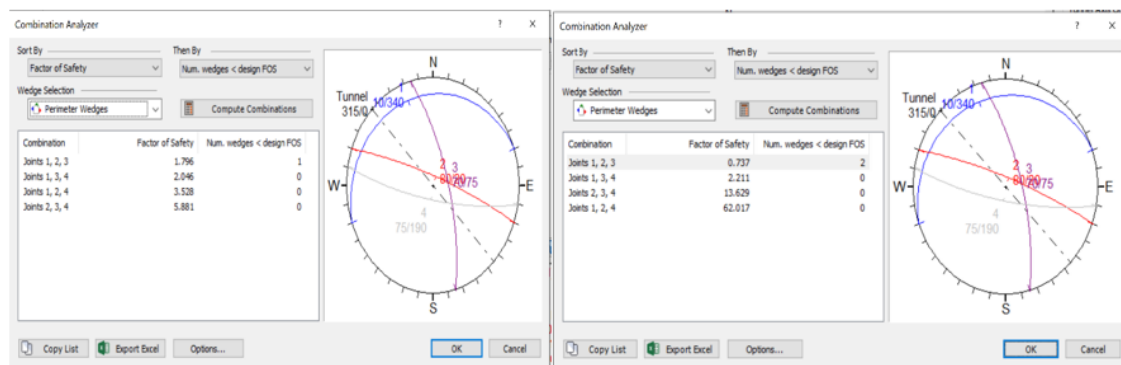 Combination Analyzer ? X
Sort By Then By
Factor of Safety Num. wedges < design FOS
Wedge Selection
Perimeter Wedges Compute Combinations
Combination Factor of Safety Num. wedges < design FOS
Joints 1, 2, 3 1.796 1
Joints 1, 3, 4 2.046 0
Joints 1, 2, 4 3.528 0
Joints 2, 3, 4 5.881 0
N
Tunnel
315/0
1
10/340
2
3
W E
4
75/190
S
Copy List Export Excel Options... OK Cancel
Combination Analyzer ? X
Sort By Then By
Factor of Safety Num. wedges < design FOS
Wedge Selection
Perimeter Wedges Compute Combinations
Combination Factor of Safety Num. wedges < design FOS
Joints 1, 2, 3 0.737 2
Joints 1, 3, 4 2.211 0
Joints 2, 3, 4 13.629 0
Joints 1, 2, 4 62.017 0
N
Tunnel
315/0
1
10/340
2
3
W E
4
75/190
S
Copy List Export Excel Options... OK Cancel